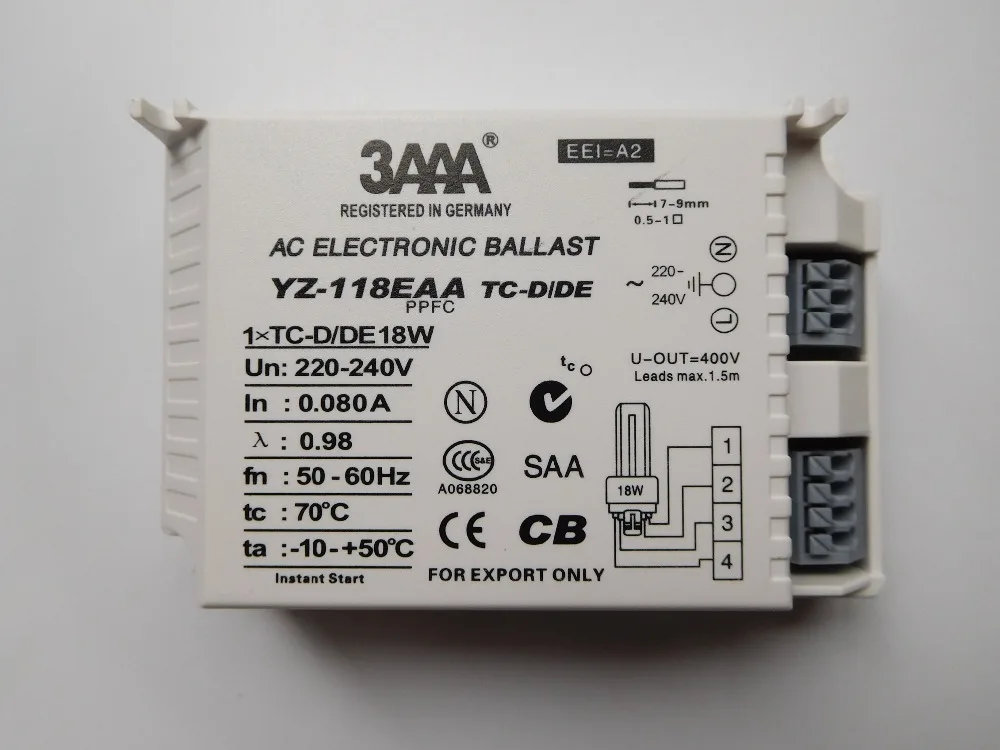 3AAA®
REGISTERED IN GERMANY
EEI=A2
7-9mm
0.5-1□
AC ELECTRONIC BALLAST
YZ-118EAA TC-D/DE
PPFC
N
~ 220-
240V
L
1×TC-D/DE18W
Un: 220-240V
In : 0.080A
λ : 0.98
fn : 50-60Hz
tc : 70°C
ta :-10-+50°C
Instant Start
tc
U-OUT=400V
Leads max.1.5m
N
CCC S&E
A068820
SAA
CE
CB
FOR EXPORT ONLY
18W
1
2
3
4